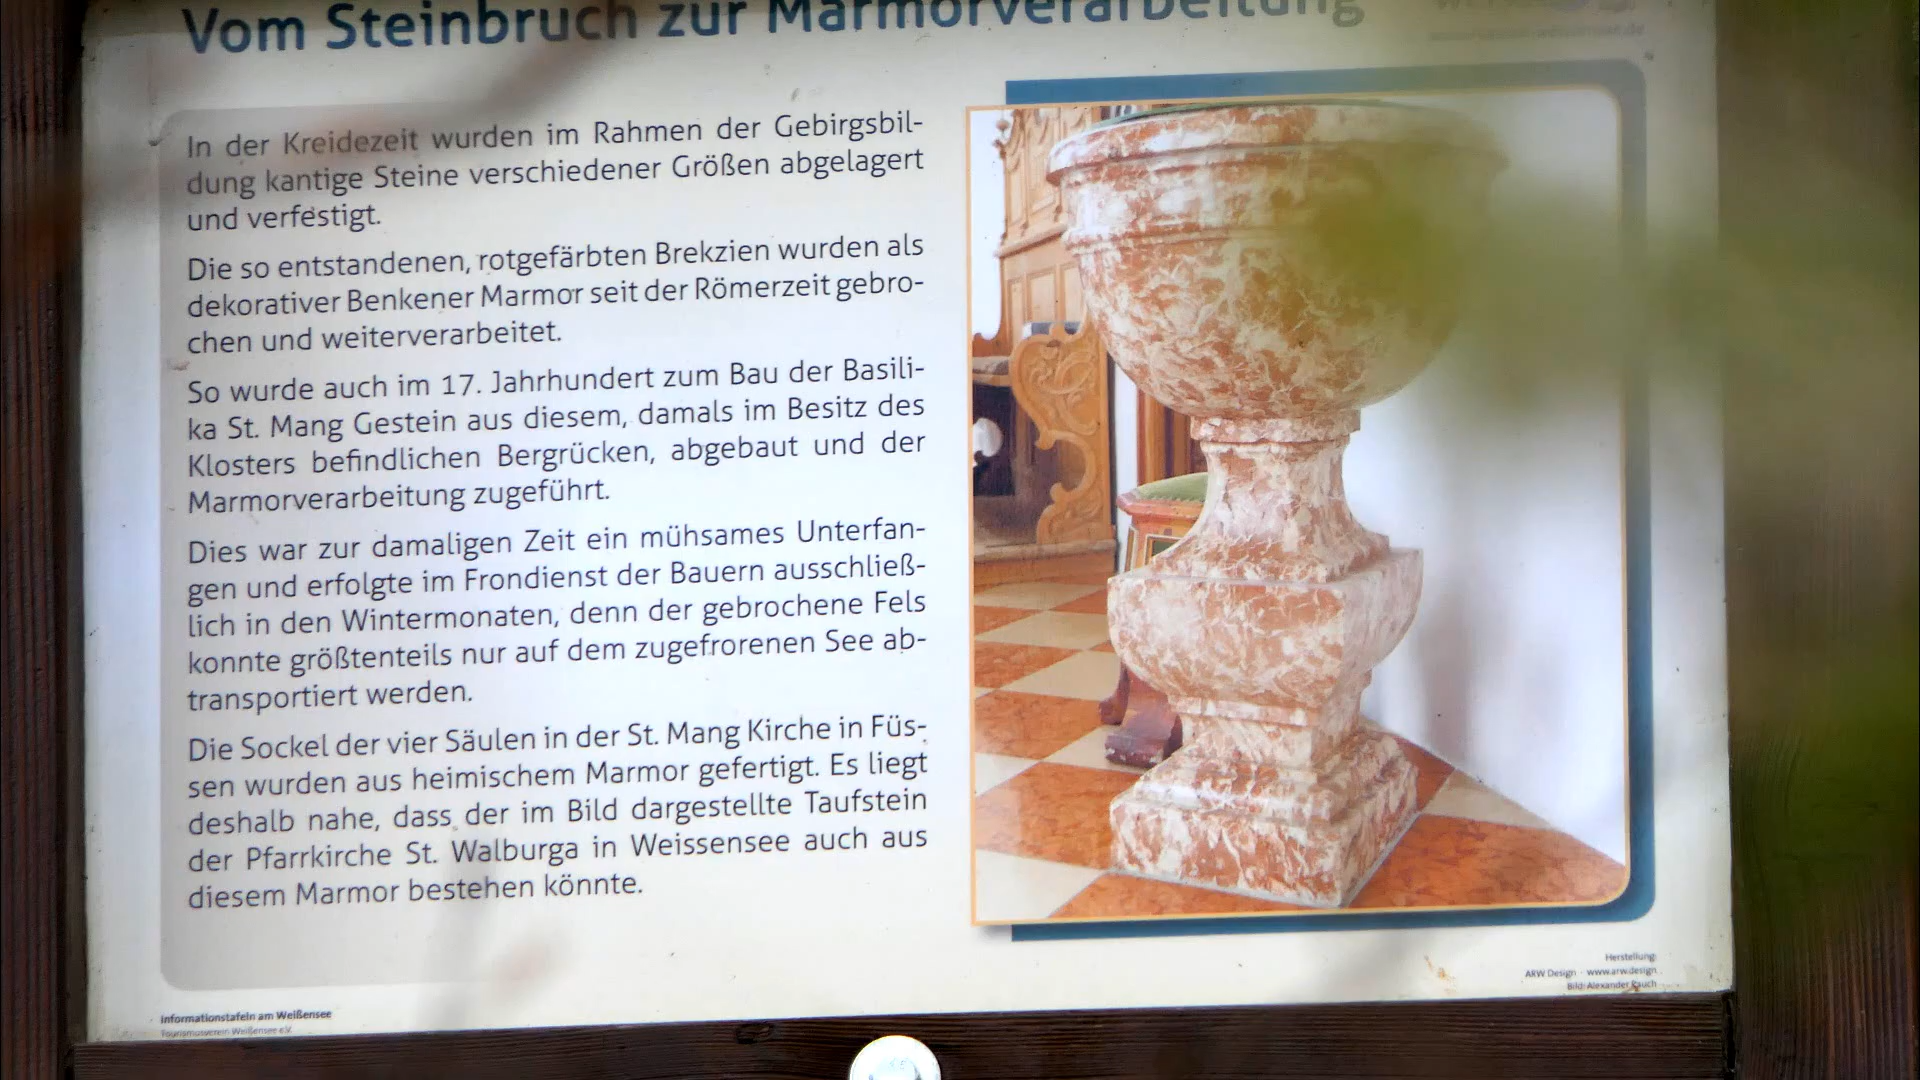 Vom Steinbruch zur Marmorverarbeitung
In der Kreidezeit wurden im Rahmen der Gebirgsbil-
dung kantige Steine verschiedener Größen abgelagert
und verfestigt.
Die so entstandenen, rotgefärbten Brekzien wurden als
dekorativer Benkener Marmor seit der Römerzeit gebro-
chen und weiterverarbeitet.
So wurde auch im 17. Jahrhundert zum Bau der Basili-
ka St. Mang Gestein aus diesem, damals im Besitz des
Klosters befindlichen Bergrücken, abgebaut und der
Marmorverarbeitung zugeführt.
Dies war zur damaligen Zeit ein mühsames Unterfan-
gen und erfolgte im Frondienst der Bauern ausschließ-
lich in den Wintermonaten, denn der gebrochene Fels
konnte größtenteils nur auf dem zugefrorenen See ab-
transportiert werden.
Die Sockel der vier Säulen in der St. Mang Kirche in Füs-
sen wurden aus heimischem Marmor gefertigt. Es liegt
deshalb nahe, dass der im Bild dargestellte Taufstein
der Pfarrkirche St. Walburga in Weissensee auch aus
diesem Marmor bestehen könnte.
Herstellung:
ARW Design - www.arw.design
Bild: Alexander Rauch
Informationstafeln am Weißensee
Tourismusverein Weißensee e.V.